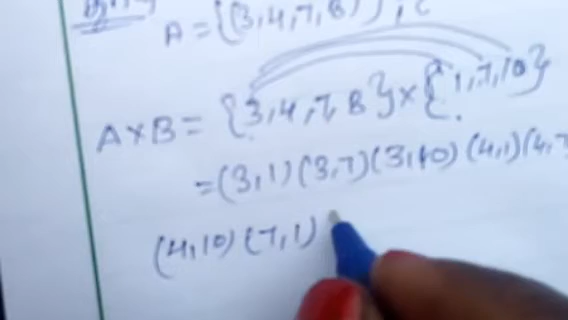 A = {(3,4,7,8)}, C
A×B = {3,4,7,8}×{1,7,10}
=(3,1)(3,7)(3,10)(4,1)(4,7
(4,10)(7,1)